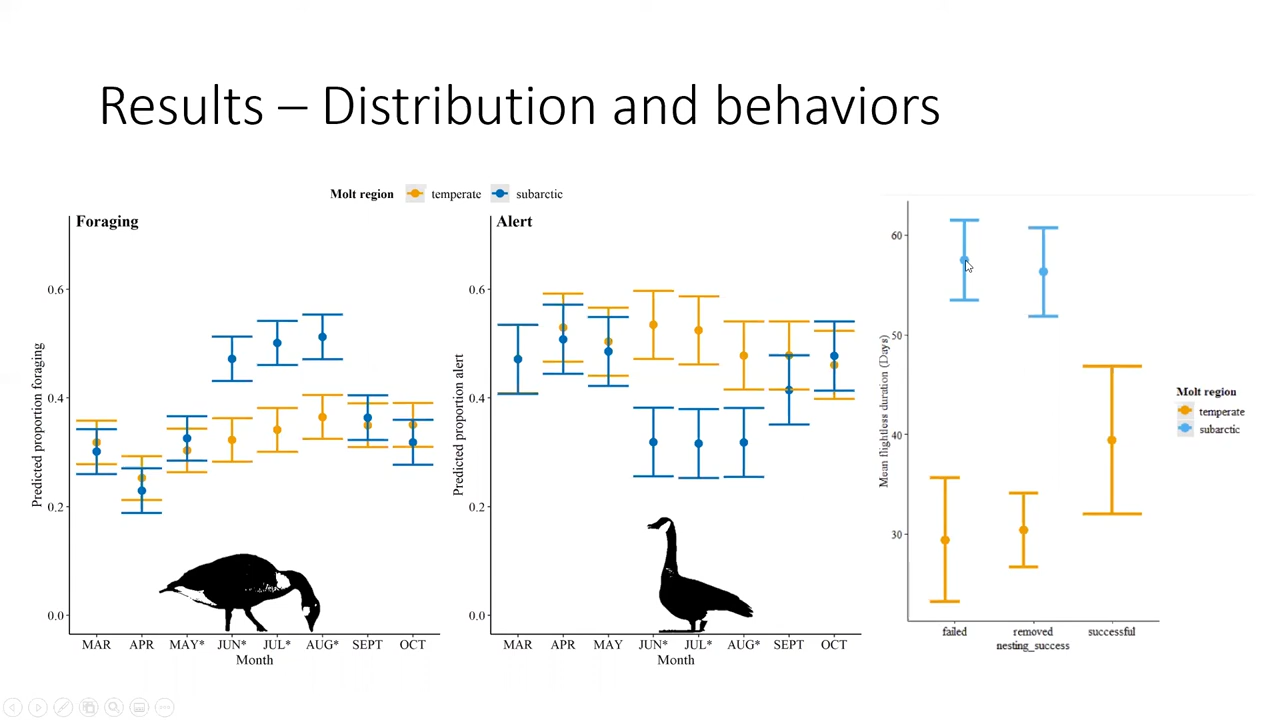 Results – Distribution and behaviors
Molt region temperate subarctic
Foraging
Predicted proportion foraging
0.6
0.4
0.2
0.0
MAR APR MAY* JUN* JUL* AUG* SEPT OCT
Month
Alert
Predicted proportion alert
0.6
0.4
0.2
0.0
MAR APR MAY JUN* JUL* AUG* SEPT OCT
Month
Mean flightless duration (Days)
60
50
40
30
failed removed successful
nesting_success
Molt region
temperate
subarctic